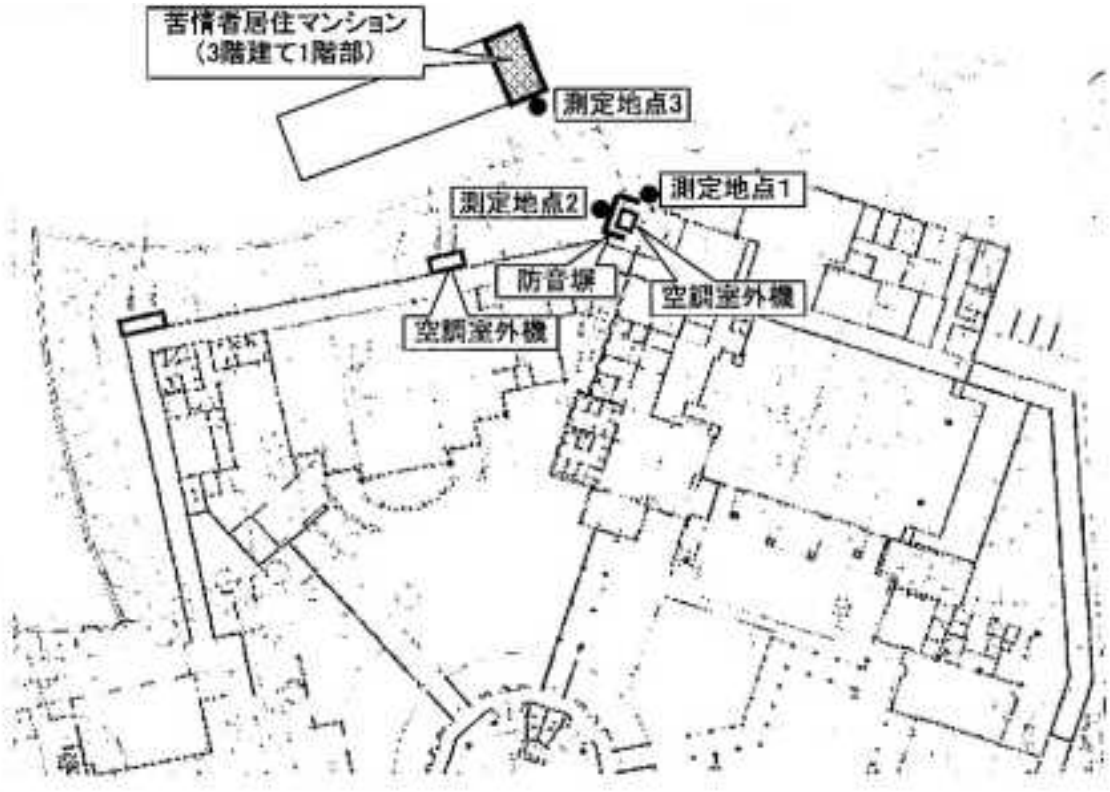 苦情者居住マンション
(3階建て1階部)
測定地点3
測定地点1
測定地点2
防音塀
空調室外機
空調室外機